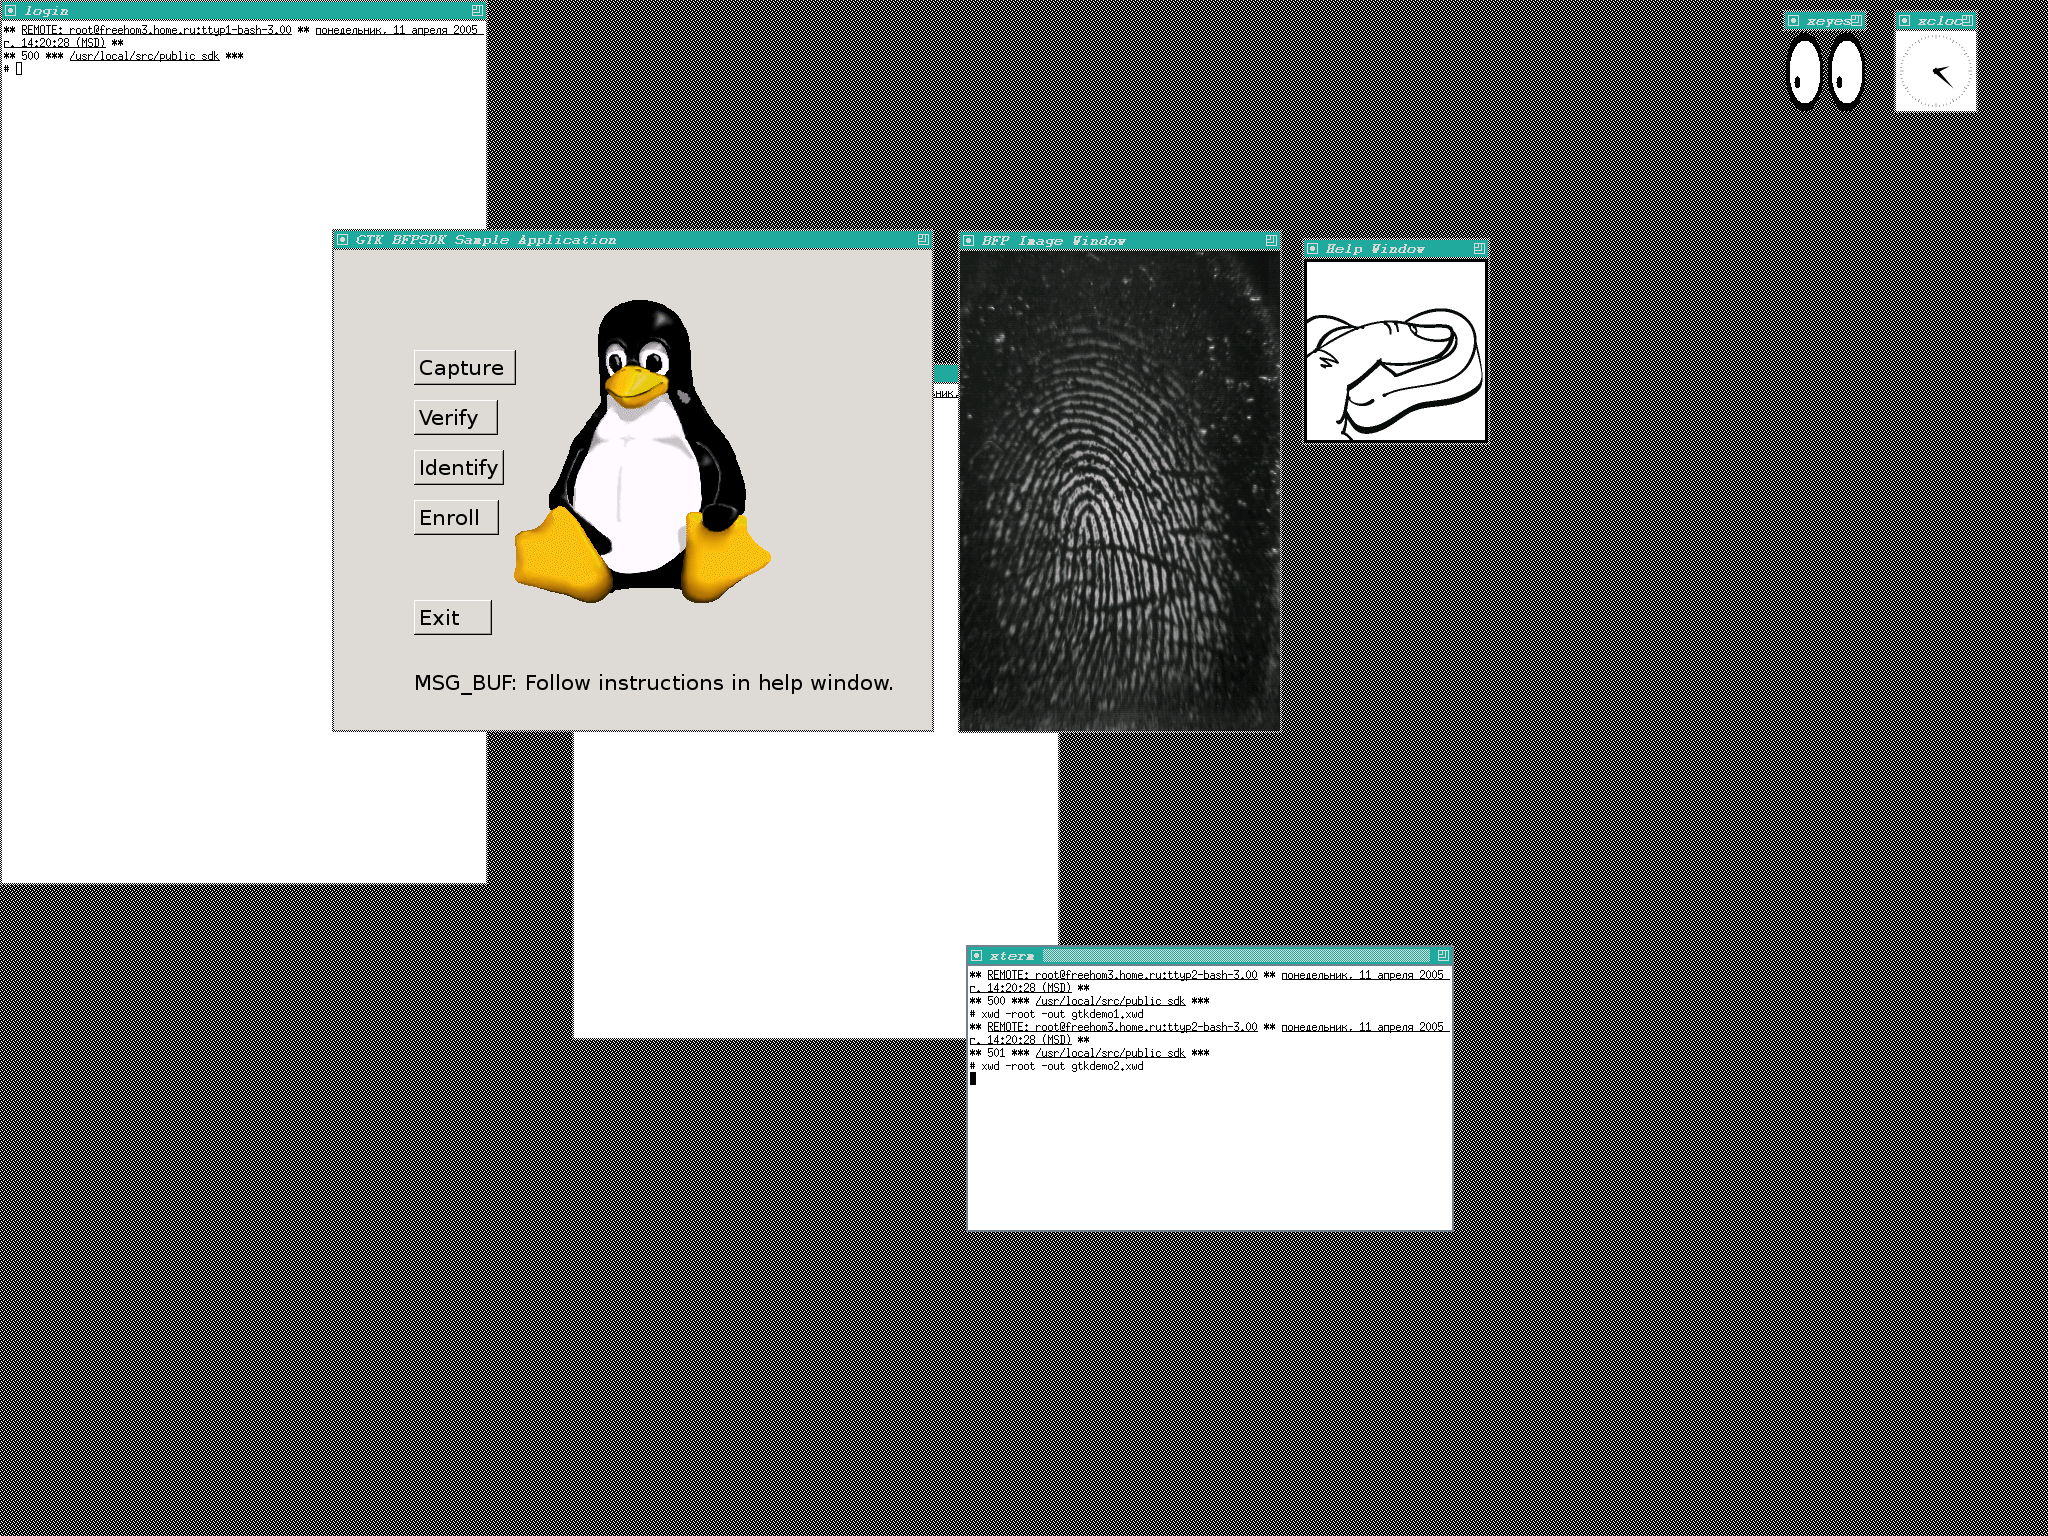 login
** REMOTE: root@freehom3.home.ru:ttyp1-bash-3.00 ** понедельник, 11 апреля 2005
г. 14:20:28 (MSD) **
** 500 *** /usr/local/src/public_sdk ***
#
xeyes
xcloc
GTK BFPSDK Sample Application
Capture
Verify
Identify
Enroll
Exit
MSG_BUF: Follow instructions in help window.
BFP Image Window
Help Window
ник,
xterm
** REMOTE: root@freehom3.home.ru:ttyp2-bash-3.00 ** понедельник, 11 апреля 2005
г. 14:20:28 (MSD) **
** 500 *** /usr/local/src/public_sdk ***
# xwd -root -out gtkdemo1.xwd
** REMOTE: root@freehom3.home.ru:ttyp2-bash-3.00 ** понедельник, 11 апреля 2005
г. 14:20:28 (MSD) **
** 501 *** /usr/local/src/public_sdk ***
# xwd -root -out gtkdemo2.xwd